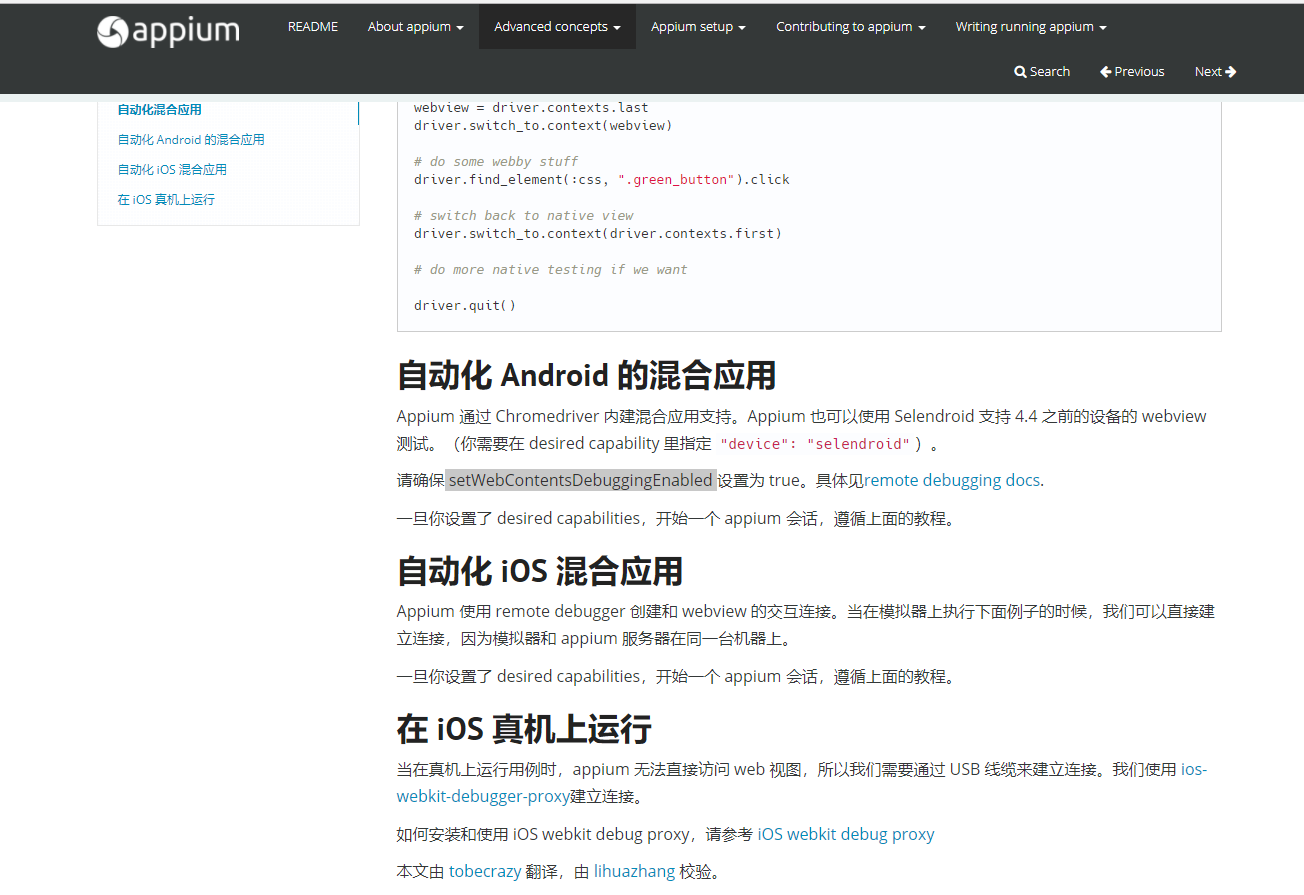 appium
README
About appium
Advanced concepts
Appium setup
Contributing to appium
Writing running appium
Search
Previous
Next
自动化混合应用
自动化 Android 的混合应用
自动化 iOS 混合应用
在 iOS 真机上运行
webview = driver.contexts.last
driver.switch_to.context(webview)
# do some webby stuff
driver.find_element(:css, ".green_button").click
# switch back to native view
driver.switch_to.context(driver.contexts.first)
# do more native testing if we want
driver.quit()
自动化 Android 的混合应用
Appium 通过 Chromedriver 内建混合应用支持。Appium 也可以使用 Selendroid 支持 4.4 之前的设备的 webview
测试。（你需要在 desired capability 里指定 "device": "selendroid" ）。
请确保 setWebContentsDebuggingEnabled 设置为 true。具体见remote debugging docs.
一旦你设置了 desired capabilities，开始一个 appium 会话，遵循上面的教程。
自动化 iOS 混合应用
Appium 使用 remote debugger 创建和 webview 的交互连接。当在模拟器上执行下面例子的时候，我们可以直接建
立连接，因为模拟器和 appium 服务器在同一台机器上。
一旦你设置了 desired capabilities，开始一个 appium 会话，遵循上面的教程。
在 iOS 真机上运行
当在真机上运行用例时，appium 无法直接访问 web 视图，所以我们需要通过 USB 线缆来建立连接。我们使用 ios-
webkit-debugger-proxy建立连接。
如何安装和使用 iOS webkit debug proxy，请参考 iOS webkit debug proxy
本文由 tobecrazy 翻译，由 lihuazhang 校验。